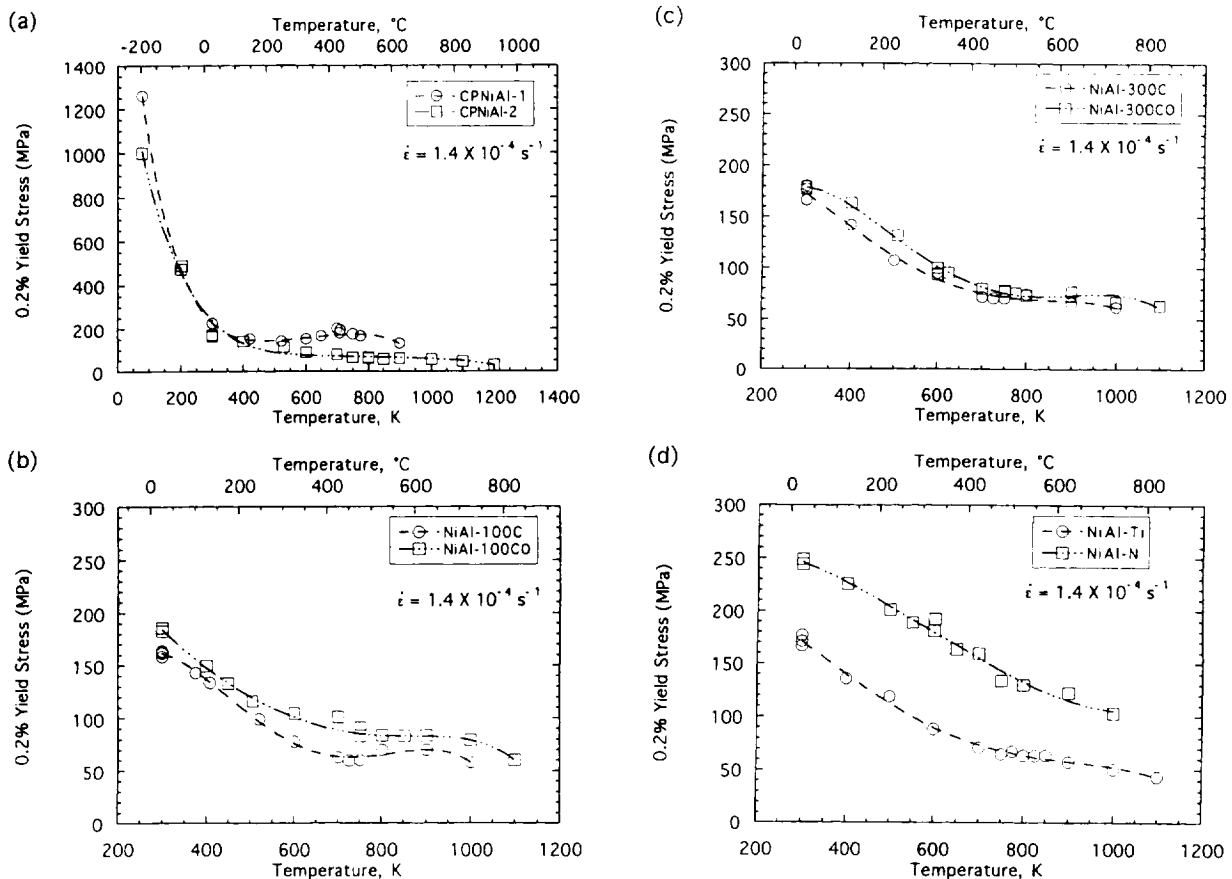 (a)
Temperature, °C
-200 0 200 400 600 800 1000
1400
1200
1000
800
600
400
200
0
0.2% Yield Stress (MPa)
CPNiAl-1
CPNiAl-2
ε̇ = 1.4 X 10⁻⁴ s⁻¹
0 200 400 600 800 1000 1200 1400
Temperature, K
(b)
Temperature, °C
0 200 400 600 800
300
250
200
150
100
50
0
0.2% Yield Stress (MPa)
NiAl-100C
NiAl-100CO
ε̇ = 1.4 X 10⁻⁴ s⁻¹
200 400 600 800 1000 1200
Temperature, K
(c)
Temperature, °C
0 200 400 600 800
300
250
200
150
100
50
0
0.2% Yield Stress (MPa)
NiAl-300C
NiAl-300CO
ε̇ = 1.4 X 10⁻⁴ s⁻¹
200 400 600 800 1000 1200
Temperature, K
(d)
Temperature, °C
0 200 400 600 800
300
250
200
150
100
50
0
0.2% Yield Stress (MPa)
NiAl-Ti
NiAl-N
ε̇ = 1.4 X 10⁻⁴ s⁻¹
200 400 600 800 1000 1200
Temperature, K